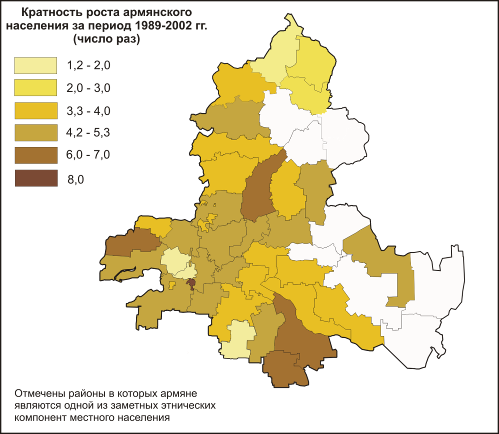 Кратность роста армянского
населения за период 1989-2002 гг.
(число раз)
1,2 - 2,0
2,0 - 3,0
3,3 - 4,0
4,2 - 5,3
6,0 - 7,0
8,0
Отмечены районы в которых армяне
являются одной из заметных этнических
компонент местного населения